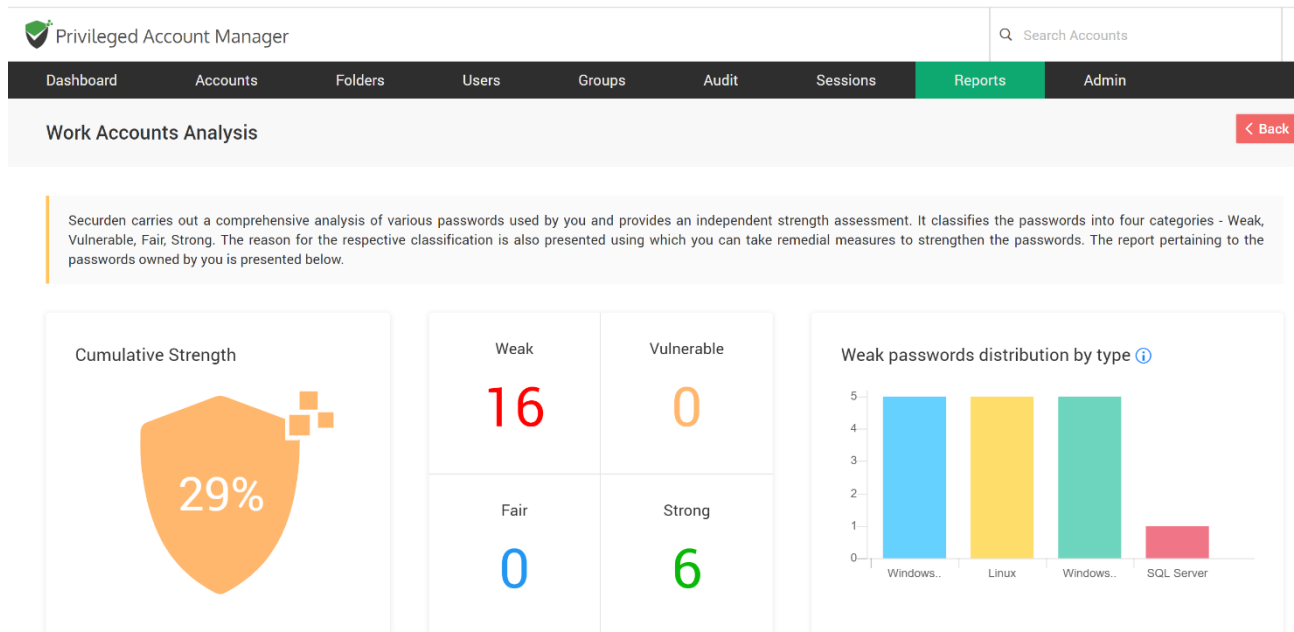 Privileged Account Manager
Search Accounts
Dashboard Accounts Folders Users Groups Audit Sessions Reports Admin
Work Accounts Analysis
< Back
Securden carries out a comprehensive analysis of various passwords used by you and provides an independent strength assessment. It classifies the passwords into four categories - Weak,
Vulnerable, Fair, Strong. The reason for the respective classification is also presented using which you can take remedial measures to strengthen the passwords. The report pertaining to the
passwords owned by you is presented below.
Cumulative Strength
29%
Weak
16
Vulnerable
0
Fair
0
Strong
6
Weak passwords distribution by type
5
4
3
2
1
0
Windows.. Linux Windows.. SQL Server